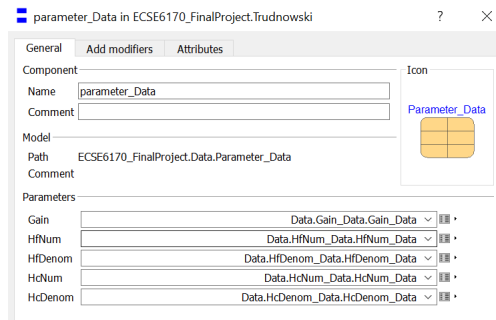 parameter_Data in ECSE6170_FinalProject.Trudnowski ? ×
General Add modifiers Attributes
Component Icon
Name parameter_Data
Comment
Parameter_Data
Model
Path ECSE6170_FinalProject.Data.Parameter_Data
Comment
Parameters
Gain Data.Gain_Data.Gain_Data
HfNum Data.HfNum_Data.HfNum_Data
HfDenom Data.HfDenom_Data.HfDenom_Data
HcNum Data.HcNum_Data.HcNum_Data
HcDenom Data.HcDenom_Data.HcDenom_Data